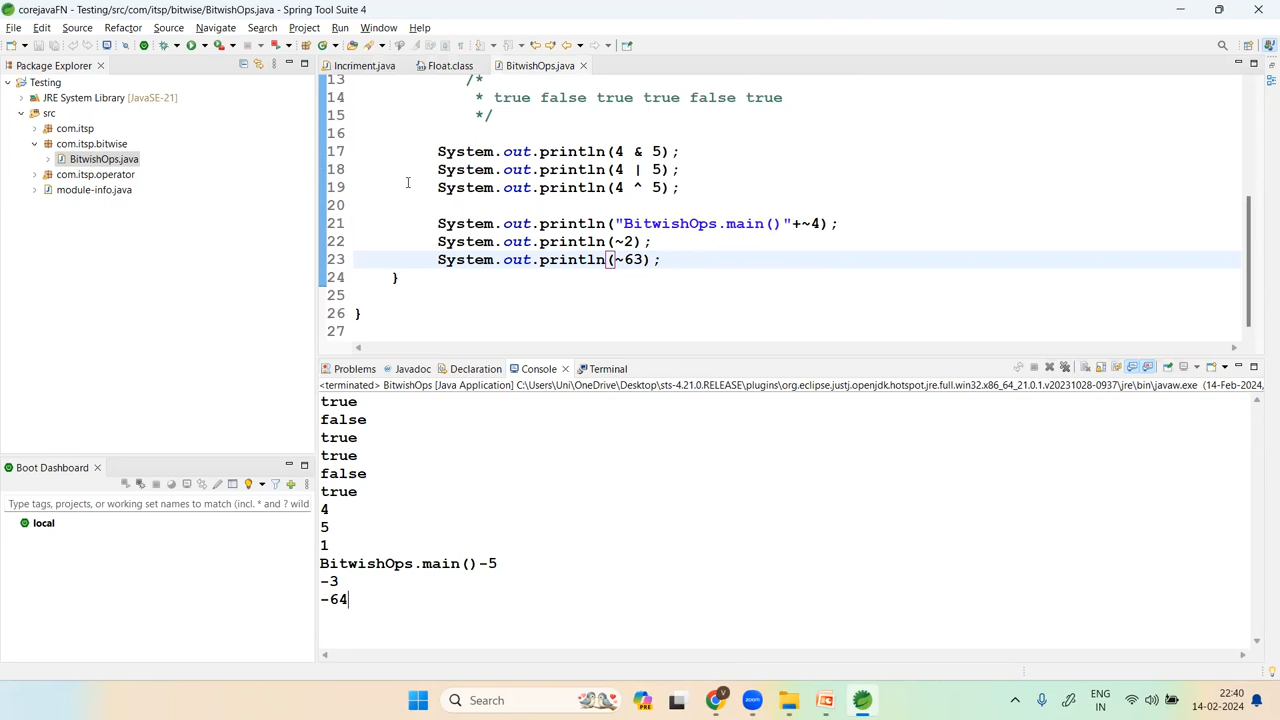 corejavaFN - Testing/src/com/itsp/bitwise/BitwishOps.java - Spring Tool Suite 4
File Edit Source Refactor Source Navigate Search Project Run Window Help
Package Explorer
Testing
JRE System Library [JavaSE-21]
src
com.itsp
com.itsp.bitwise
BitwishOps.java
com.itsp.operator
module-info.java
Incriment.java Float.class BitwishOps.java
13 /*
14 * true false true true false true
15 */
16
17 System.out.println(4 & 5);
18 System.out.println(4 | 5);
19 System.out.println(4 ^ 5);
20
21 System.out.println("BitwishOps.main()"+~4);
22 System.out.println(~2);
23 System.out.println(~63);
24 }
25
26 }
27
Problems Javadoc Declaration Console Terminal
<terminated> BitwishOps [Java Application] C:\Users\Uni\OneDrive\Desktop\sts-4.21.0.RELEASE\plugins\org.eclipse.justj.openjdk.hotspot.jre.full.win32.x86_64_21.0.1.v20231028-0937\jre\bin\javaw.exe (14-Feb-2024,
true
false
true
true
false
true
4
5
1
BitwishOps.main()-5
-3
-64
Boot Dashboard
Type tags, projects, or working set names to match (incl. * and ? wild
local
Search
PRE
V
zoom
ENG
IN
22:40
14-02-2024